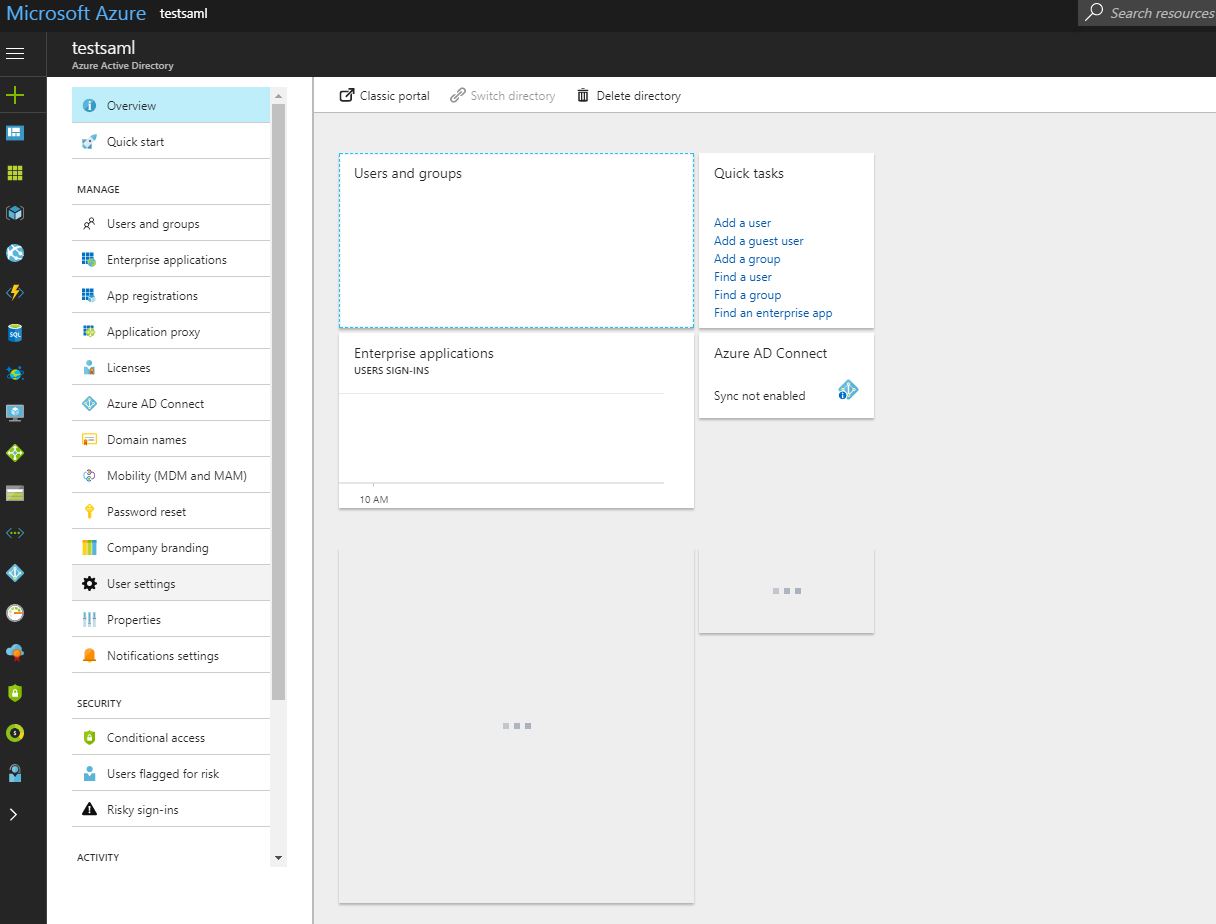 Microsoft Azure testsaml
Search resources
testsaml
Azure Active Directory
Overview
Quick start
MANAGE
Users and groups
Enterprise applications
App registrations
Application proxy
Licenses
Azure AD Connect
Domain names
Mobility (MDM and MAM)
Password reset
Company branding
User settings
Properties
Notifications settings
SECURITY
Conditional access
Users flagged for risk
Risky sign-ins
ACTIVITY
Classic portal Switch directory Delete directory
Users and groups
Quick tasks
Add a user
Add a guest user
Add a group
Find a user
Find a group
Find an enterprise app
Enterprise applications
USERS SIGN-INS
10 AM
Azure AD Connect
Sync not enabled
SQL